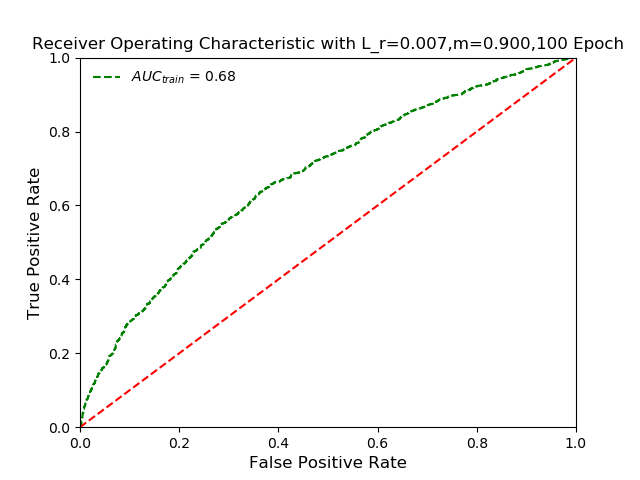 Receiver Operating Characteristic with L_r=0.007,m=0.900,100 Epoch
1.0
AUC_train = 0.68
0.8
0.6
0.4
0.2
0.0
True Positive Rate
0.0 0.2 0.4 0.6 0.8 1.0
False Positive Rate